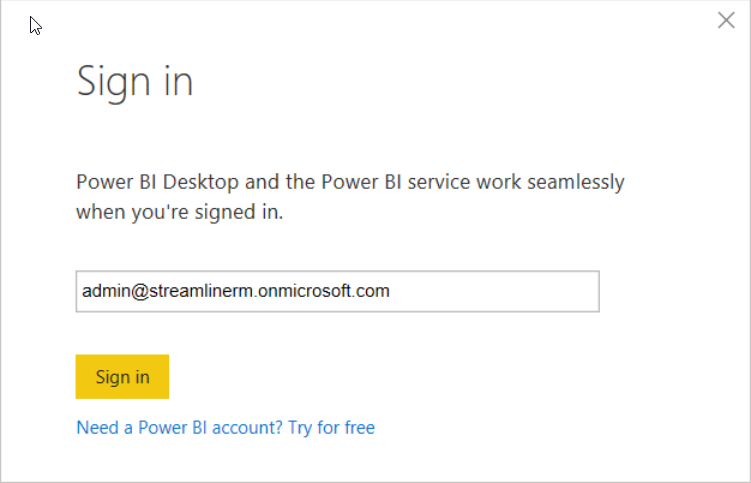 Sign in
Power BI Desktop and the Power BI service work seamlessly
when you're signed in.
admin@streamlinerm.onmicrosoft.com
Sign in
Need a Power BI account? Try for free